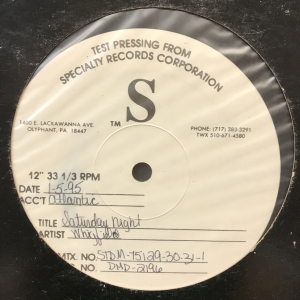 TEST PRESSING FROM
SPECIALTY RECORDS CORPORATION
S
TM
1400 E. LACKAWANNA AVE.
OLYPHANT, PA 18447
PHONE: (717) 383-3291
TWX 510-671-4580
12" 33 1/3 RPM
DATE 1-5-95
ACCT Atlantic
TITLE Saturday Night
ARTIST Whigfield
MTX. NO. STDM-75129-30-31-1
NO. DMD-2196